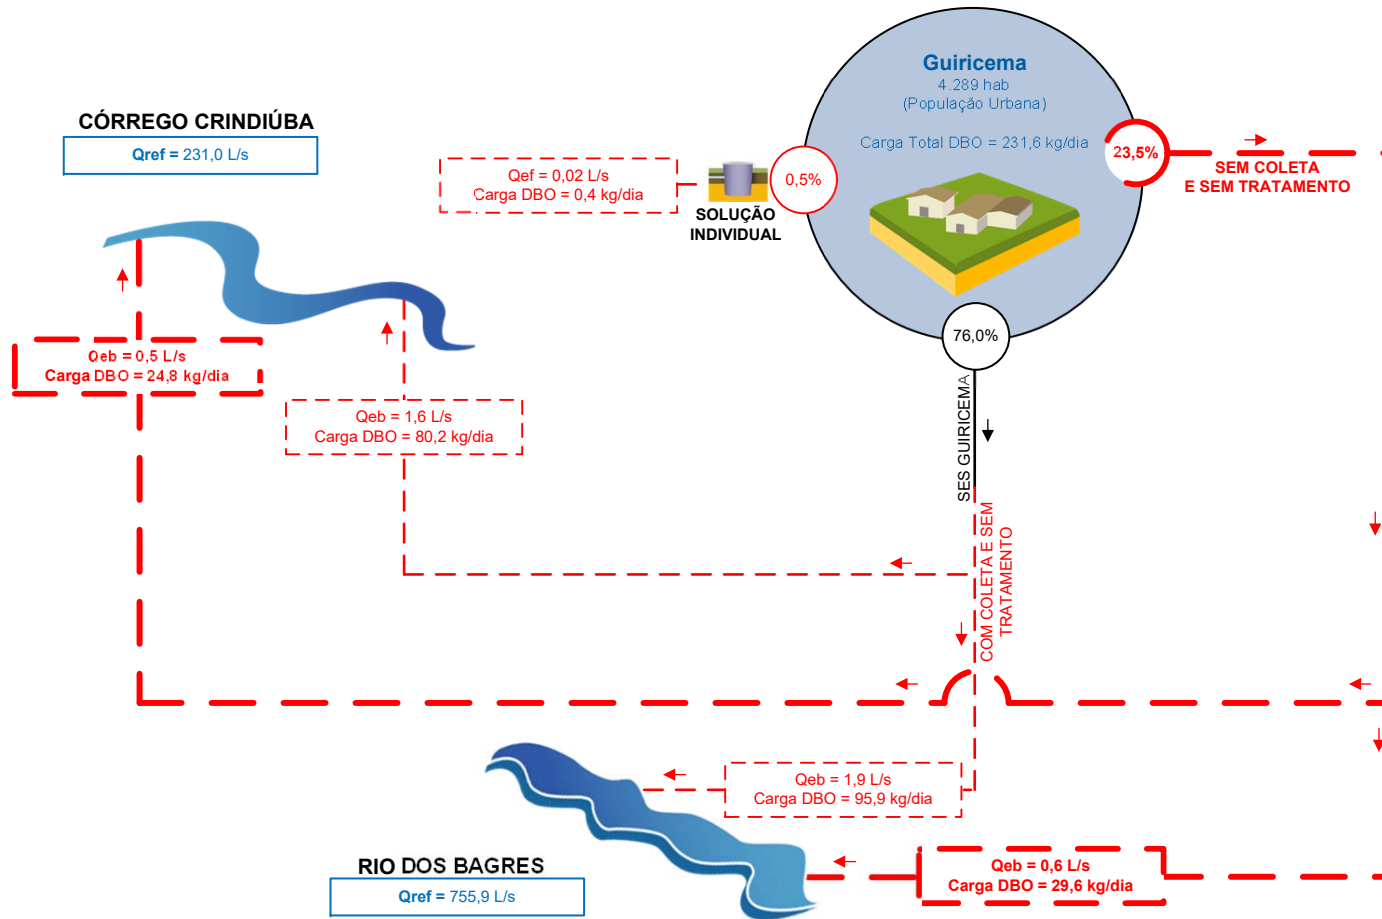 Guiricema
4.289 hab
(População Urbana)
Carga Total DBO = 231,6 kg/dia
CÓRREGO CRINDIÚBA
Qref = 231,0 L/s
Qef = 0,02 L/s
Carga DBO = 0,4 kg/dia
SOLUÇÃO
INDIVIDUAL
0,5%
23,5%
SEM COLETA
E SEM TRATAMENTO
76,0%
SES GUIRICEMA
COM COLETA E SEM
TRATAMENTO
Qeb = 0,5 L/s
Carga DBO = 24,8 kg/dia
Qeb = 1,6 L/s
Carga DBO = 80,2 kg/dia
Qeb = 1,9 L/s
Carga DBO = 95,9 kg/dia
RIO DOS BAGRES
Qref = 755,9 L/s
Qeb = 0,6 L/s
Carga DBO = 29,6 kg/dia